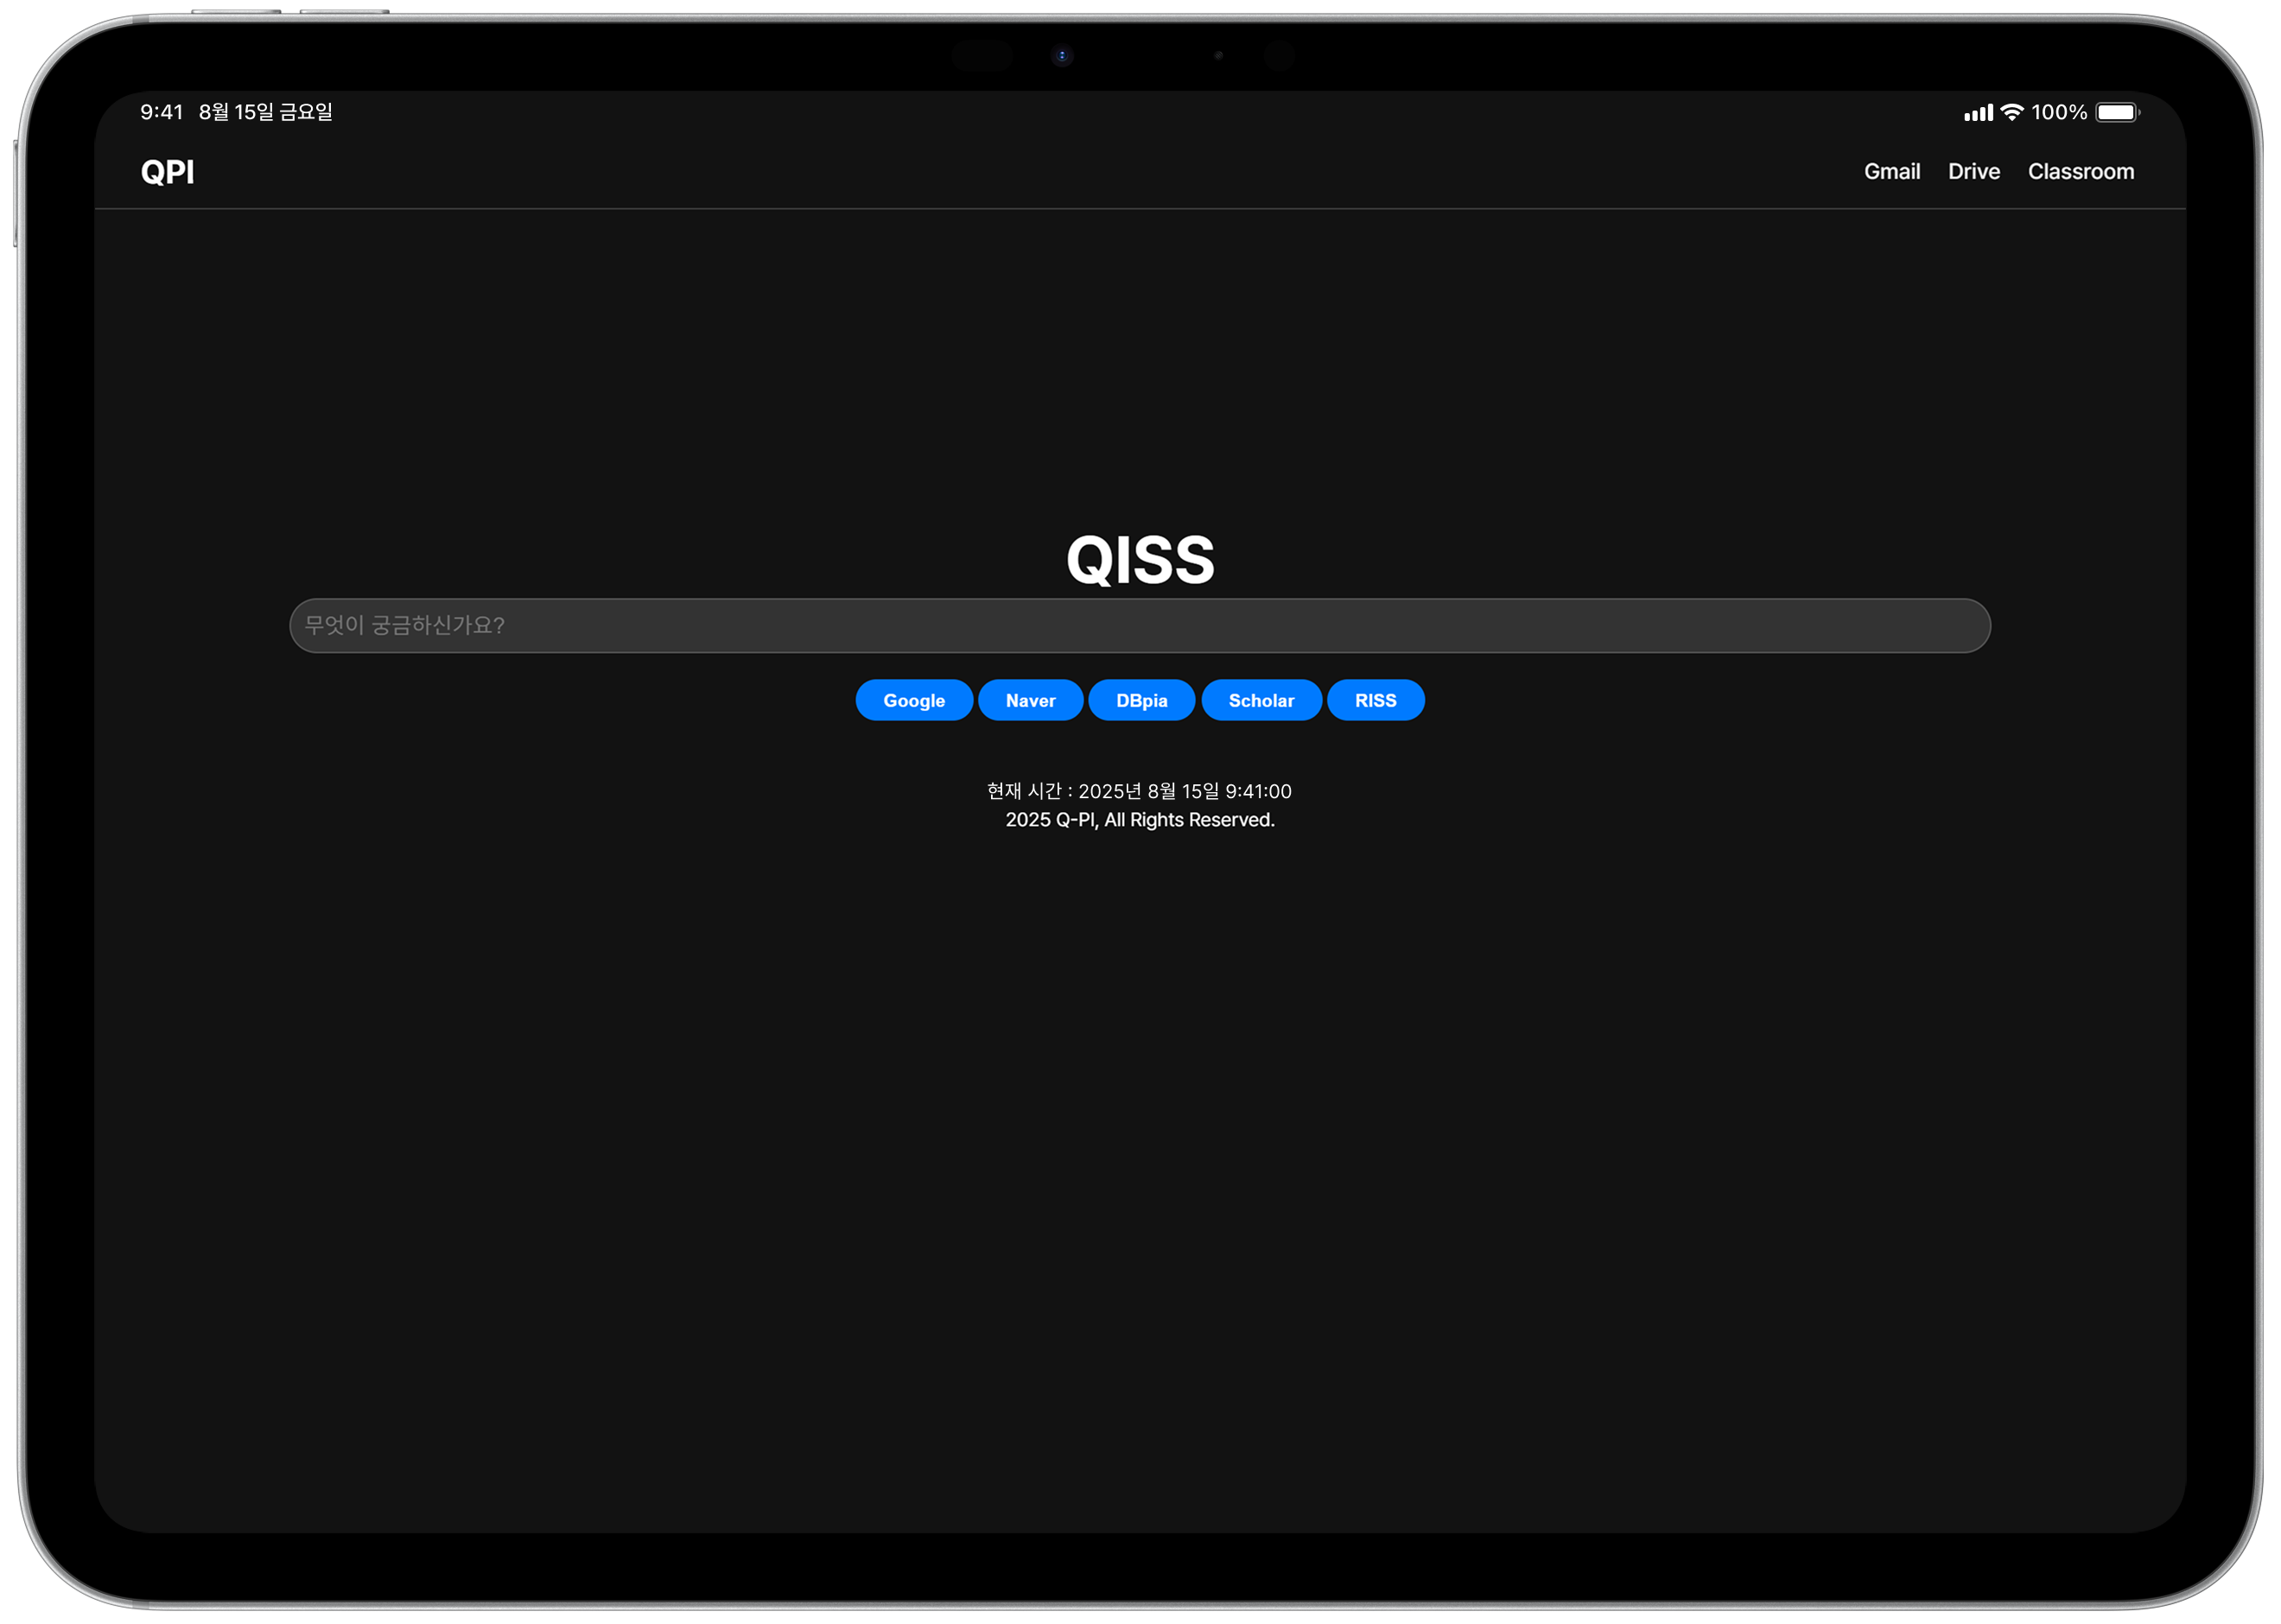 9:41 8월 15일 금요일 100%
QPI Gmail Drive Classroom
QISS
무엇이 궁금하신가요?
Google Naver DBpia Scholar RISS
현재 시간 : 2025년 8월 15일 9:41:00
2025 Q-PI, All Rights Reserved.